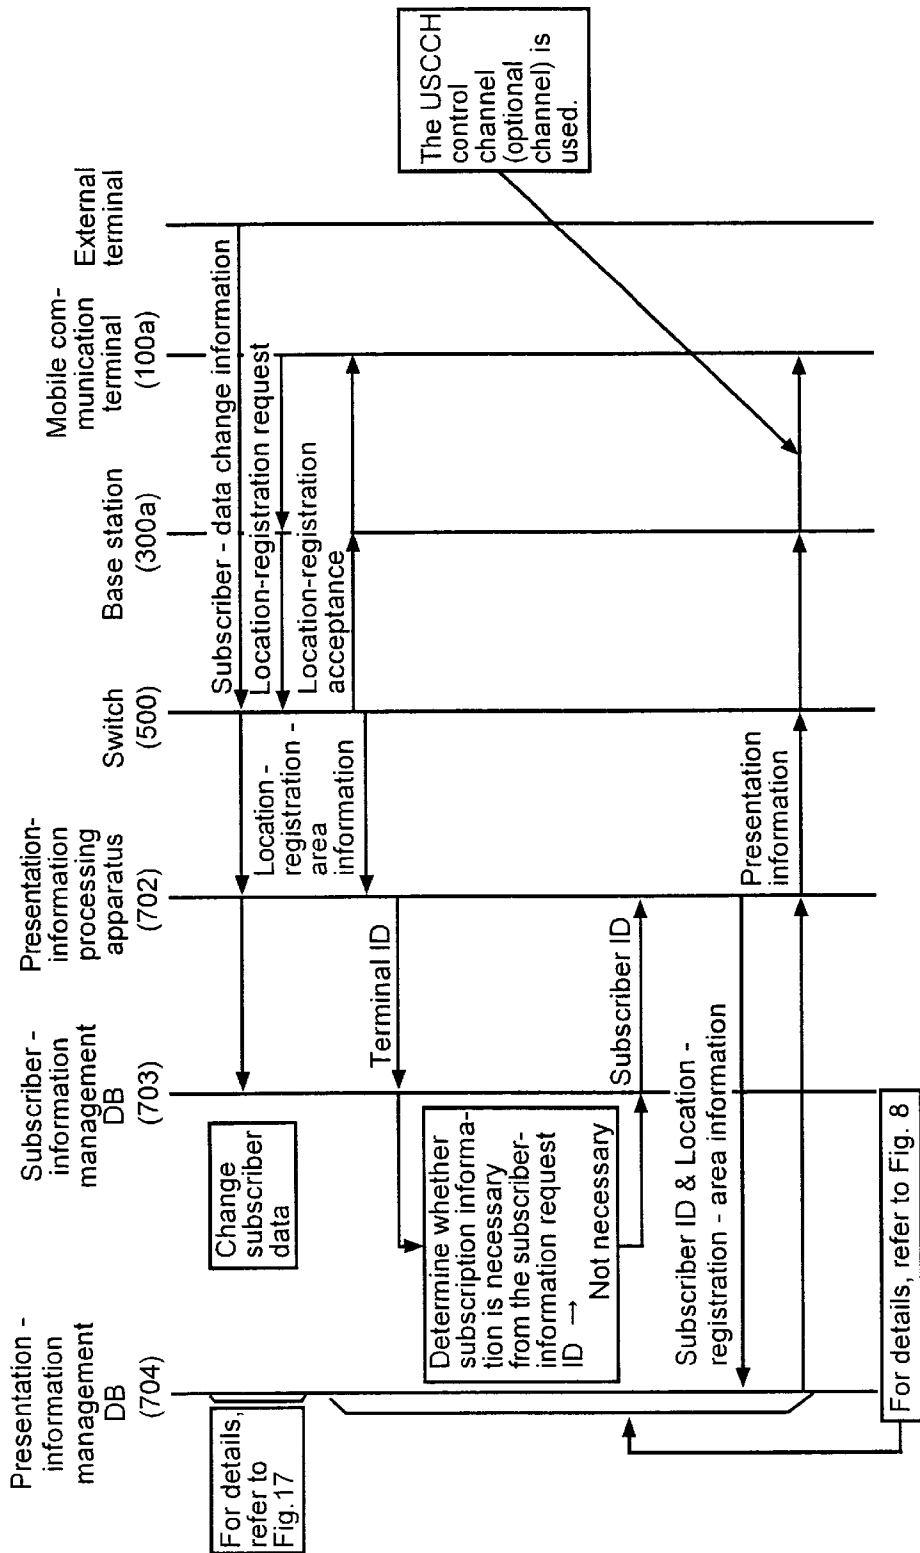 Presentation -
information
management
DB
(704)
Subscriber -
information
management
DB
(703)
Presentation-
information
processing
apparatus
(702)
Switch
(500)
Base station
(300a)
Mobile com-
munication
terminal
(100a)
External
terminal
For details,
refer to
Fig.17
Change
subscriber
data
Subscriber - data change information
Location-registration request
Location-registration
acceptance
Location -
registration -
area
information
Terminal ID
Determine whether
subscription informa-
tion is necessary
from the subscriber-
information request
ID →
Not necessary
Subscriber ID
Subscriber ID & Location -
registration - area information
Presentation
information
The USCCH
control
channel
(optional
channel) is
used.
For details, refer to Fig. 8